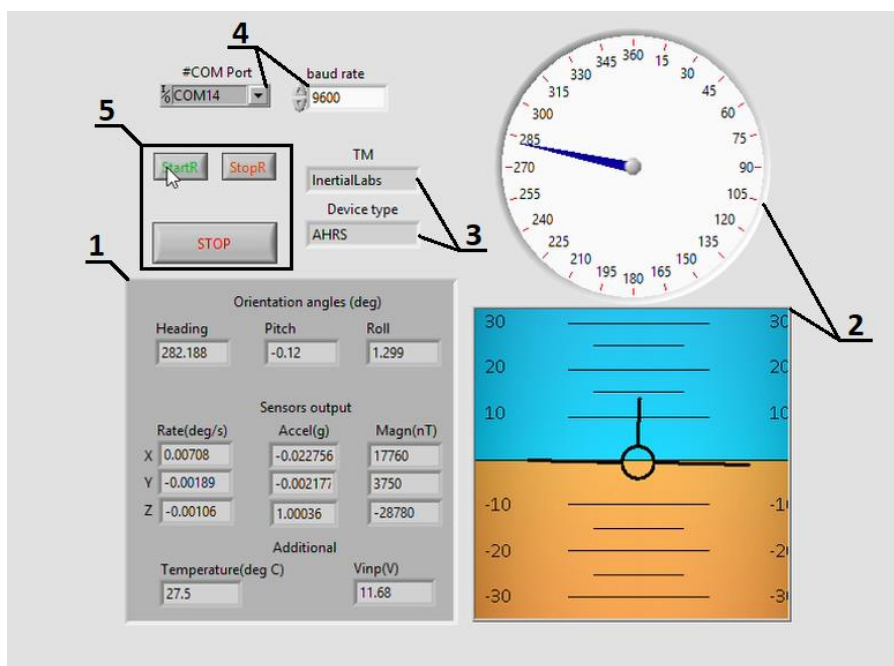 4
#COM Port baud rate
COM14 9600
5
StartR StopR
TM
InertialLabs
Device type
AHRS
3
STOP
1
360 15 30 45 60 75 90 105 120 135 150 165 180 195 210 225 240 255 270 285 300 315 330 345
2
Orientation angles (deg)
Heading Pitch Roll
282.188 -0.12 1.299
Sensors output
Rate(deg/s) Accel(g) Magn(nT)
X 0.00708 -0.022756 17760
Y -0.00189 -0.002177 3750
Z -0.00106 1.00036 -28780
Additional
Temperature(deg C) Vinp(V)
27.5 11.68
30 30
20 20
10 10
-10 -10
-20 -2
-30 -3